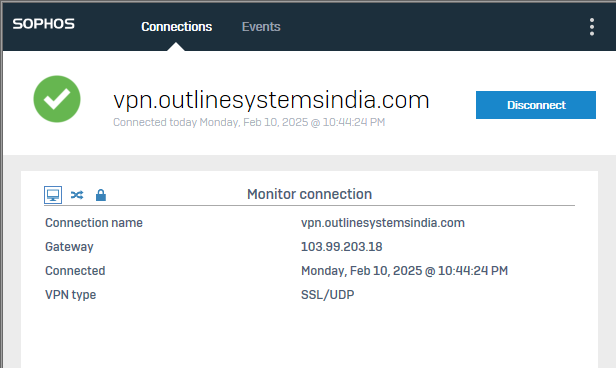 SOPHOS
Connections Events
vpn.outlinesystemsindia.com
Connected today Monday, Feb 10, 2025 @ 10:44:24 PM
Disconnect
Monitor connection
Connection name vpn.outlinesystemsindia.com
Gateway 103.99.203.18
Connected Monday, Feb 10, 2025 @ 10:44:24 PM
VPN type SSL/UDP